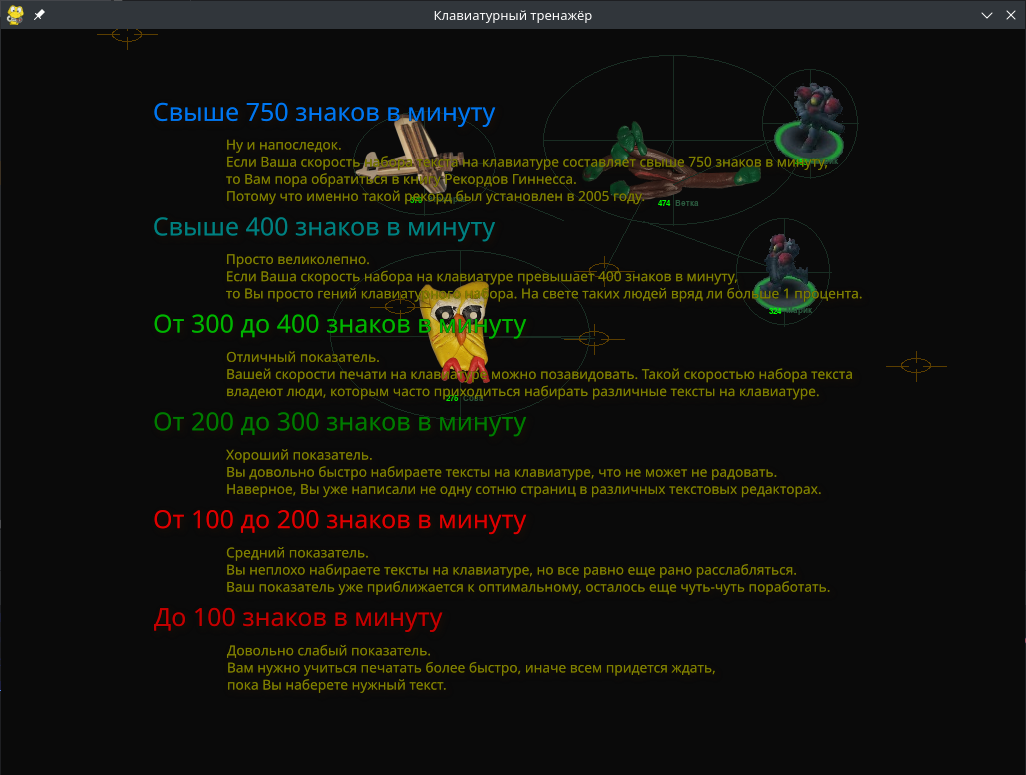 Клавиатурный тренажёр
Свыше 750 знаков в минуту
Ну и напоследок.
Если Ваша скорость набора текста на клавиатуре составляет свыше 750 знаков в минуту,
то Вам пора обратиться в книгу Рекордов Гиннесса.
Потому что именно такой рекорд был установлен в 2005 году.
474 Ветка
Свыше 400 знаков в минуту
Просто великолепно.
Если Ваша скорость набора на клавиатуре превышает 400 знаков в минуту,
то Вы просто гений клавиатурного набора. На свете таких людей вряд ли больше 1 процента.
324
От 300 до 400 знаков в минуту
Отличный показатель.
Вашей скорости печати на клавиатуре можно позавидовать. Такой скоростью набора текста
владеют люди, которым часто приходиться набирать различные тексты на клавиатуре.
276 Сова
От 200 до 300 знаков в минуту
Хороший показатель.
Вы довольно быстро набираете тексты на клавиатуре, что не может не радовать.
Наверное, Вы уже написали не одну сотню страниц в различных текстовых редакторах.
От 100 до 200 знаков в минуту
Средний показатель.
Вы неплохо набираете тексты на клавиатуре, но все равно еще рано расслабляться.
Ваш показатель уже приближается к оптимальному, осталось еще чуть-чуть поработать.
До 100 знаков в минуту
Довольно слабый показатель.
Вам нужно учиться печатать более быстро, иначе всем придется ждать,
пока Вы наберете нужный текст.